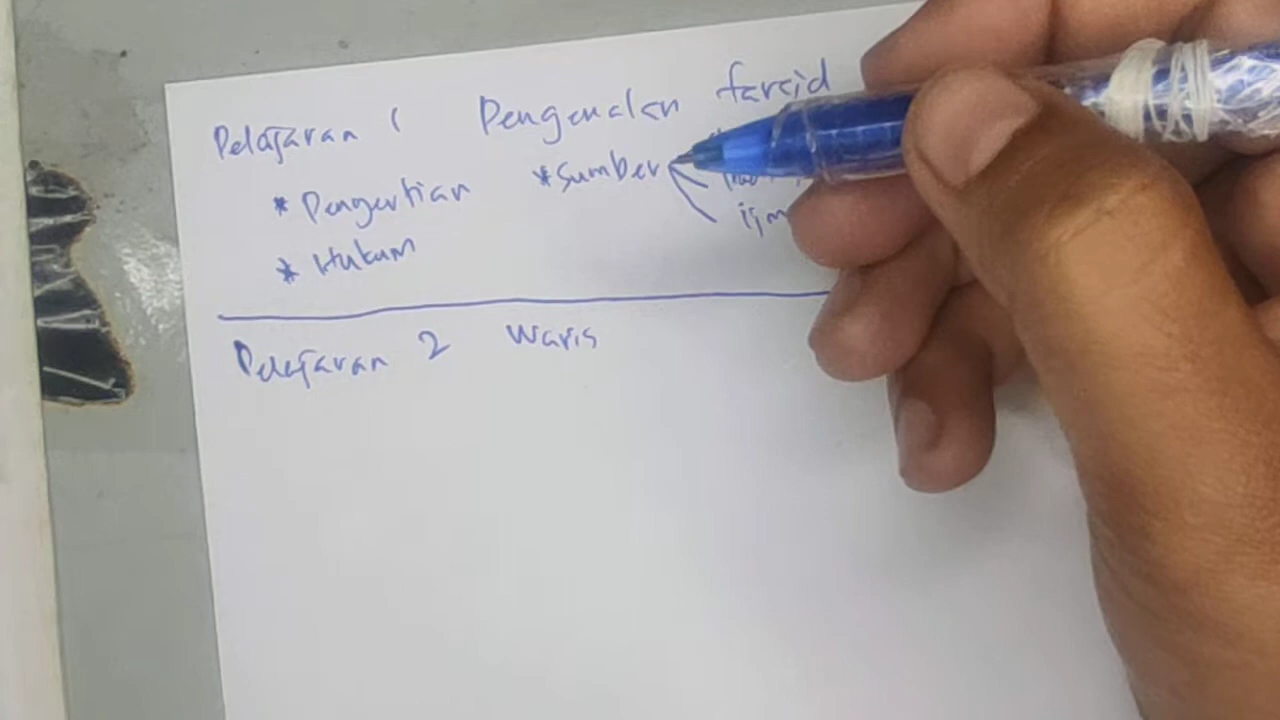 Pelajaran 1 Pengenalan faraid
* Pengertian * Sumber
* Hukum
Pelajaran 2 Waris